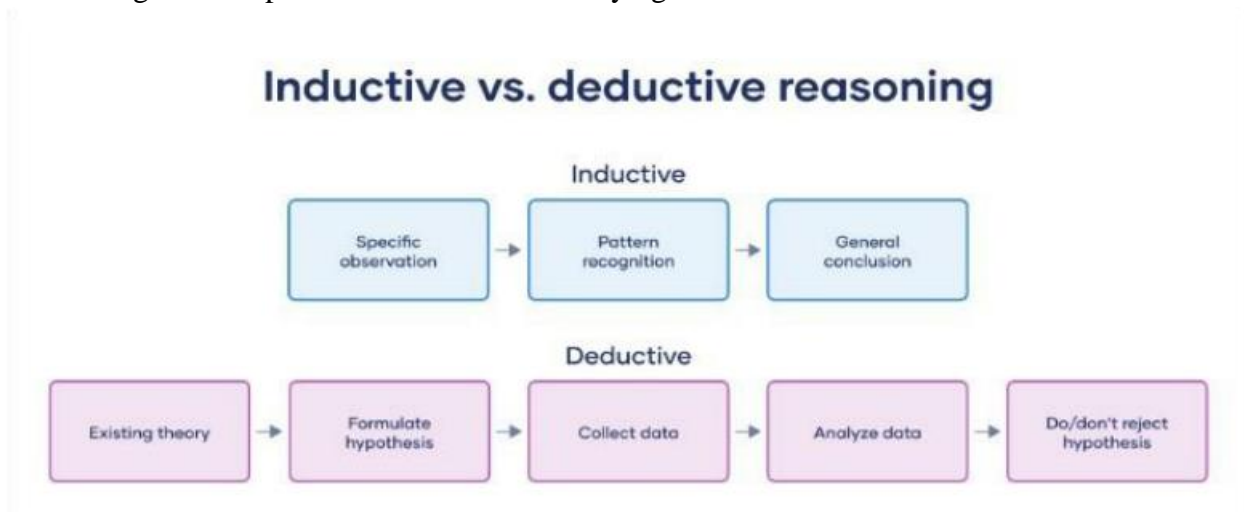 Inductive vs. deductive reasoning
Inductive
Specific
observation
Pattern
recognition
General
conclusion
Deductive
Existing theory
Formulate
hypothesis
Collect data
Analyze data
Do/don't reject
hypothesis